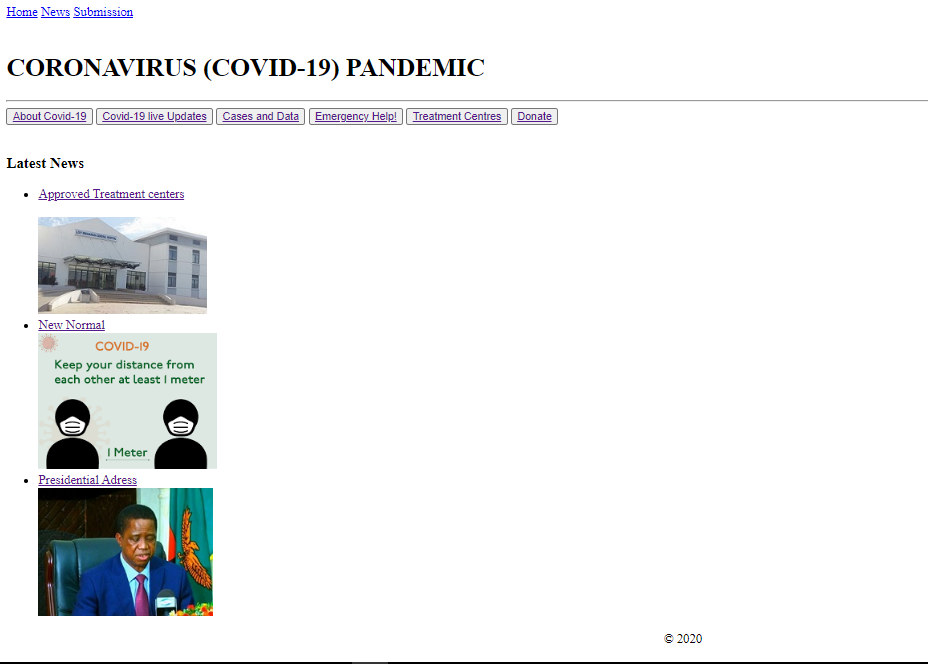 Home News Submission
CORONAVIRUS (COVID-19) PANDEMIC
About Covid-19 Covid-19 live Updates Cases and Data Emergency Help! Treatment Centres Donate
Latest News
Approved Treatment centers
New Normal
COVID-19
Keep your distance from
each other at least 1 meter
1 Meter
Presidential Adress
© 2020